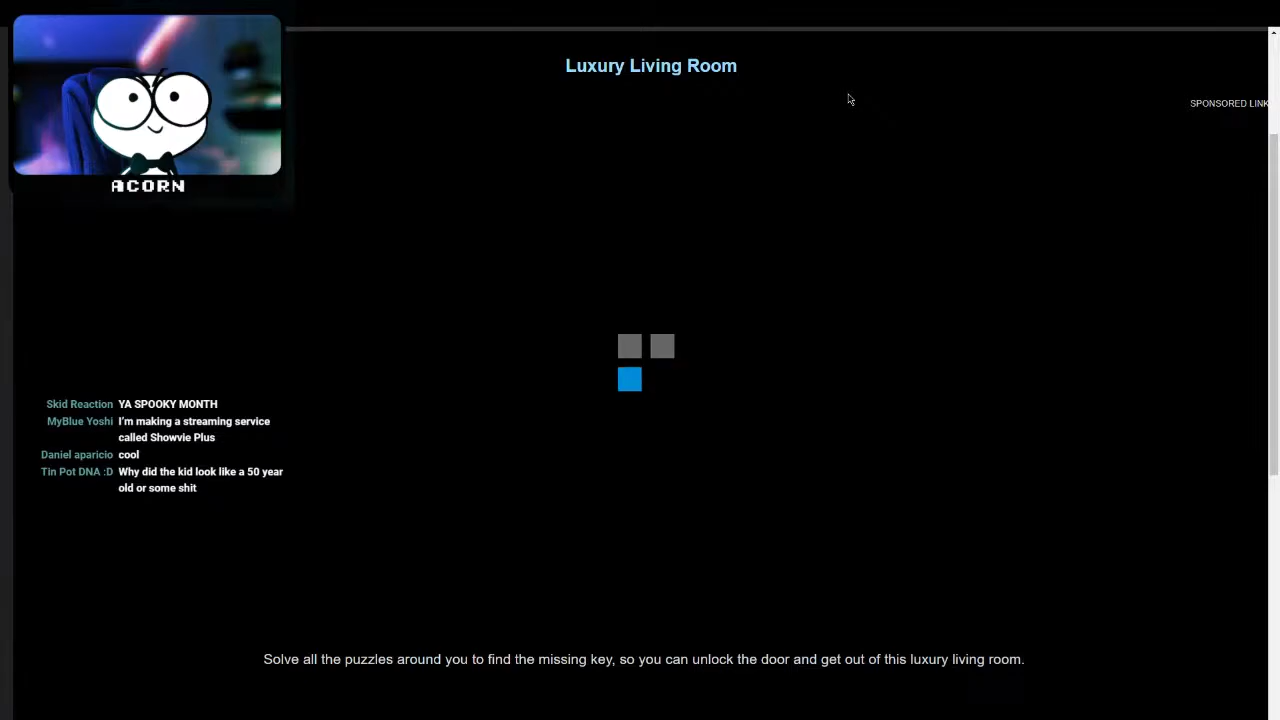 Luxury Living Room
SPONSORED LINK
ACORN
Skid Reaction YA SPOOKY MONTH
MyBlue Yoshi I'm making a streaming service
called Showvie Plus
Daniel aparicio cool
Tin Pot DNA :D Why did the kid look like a 50 year
old or some shit
Solve all the puzzles around you to find the missing key, so you can unlock the door and get out of this luxury living room.